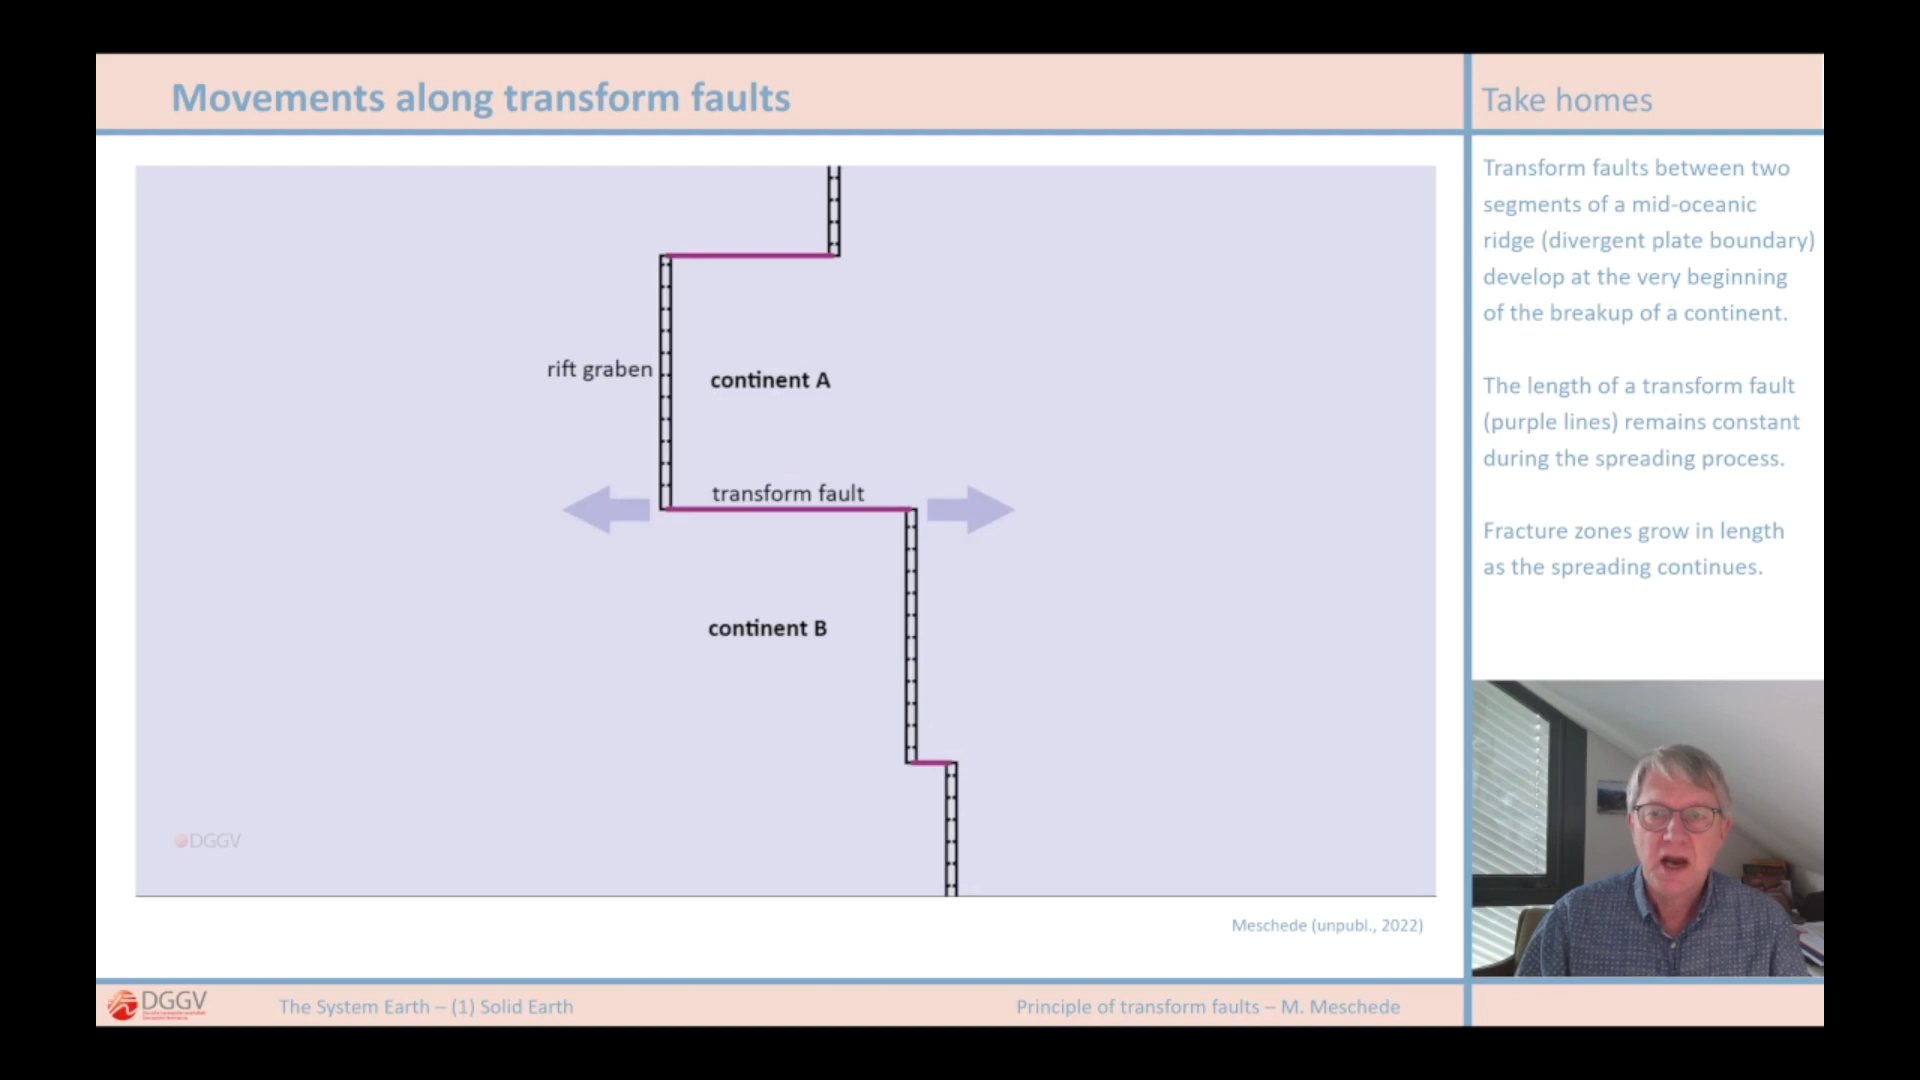 Movements along transform faults
Take homes
rift graben
continent A
transform fault
continent B
DGGV
Meschede (unpubl., 2022)
Transform faults between two
segments of a mid-oceanic
ridge (divergent plate boundary)
develop at the very beginning
of the breakup of a continent.
The length of a transform fault
(purple lines) remains constant
during the spreading process.
Fracture zones grow in length
as the spreading continues.
DGGV
The System Earth – (1) Solid Earth
Principle of transform faults – M. Meschede